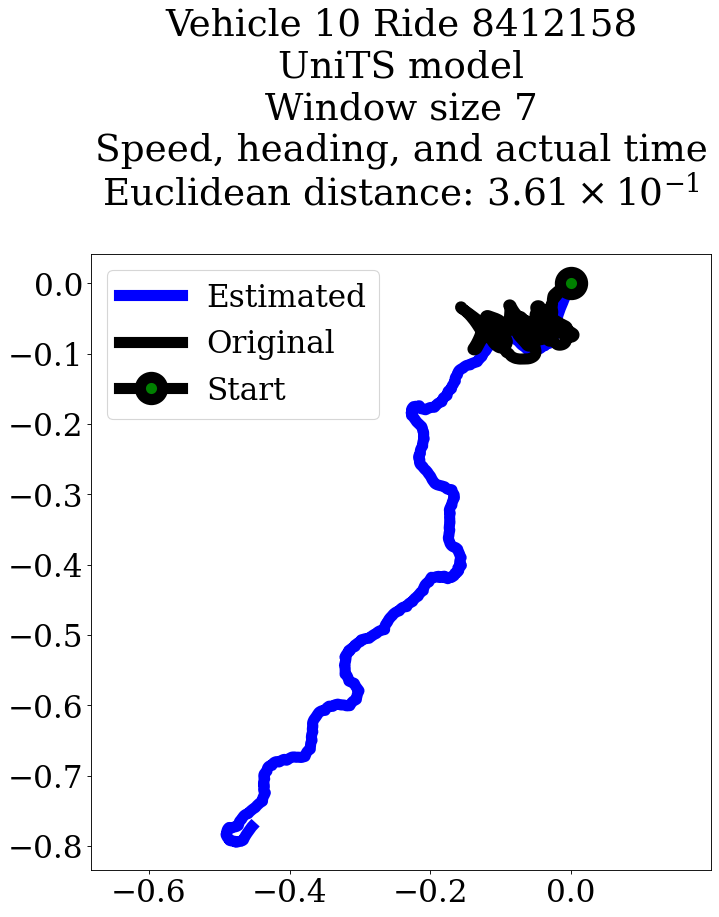 Vehicle 10 Ride 8412158
UniTS model
Window size 7
Speed, heading, and actual time
Euclidean distance: 3.61 × 10⁻¹
Estimated
Original
Start
0.0
−0.1
−0.2
−0.3
−0.4
−0.5
−0.6
−0.7
−0.8
−0.6 −0.4 −0.2 0.0